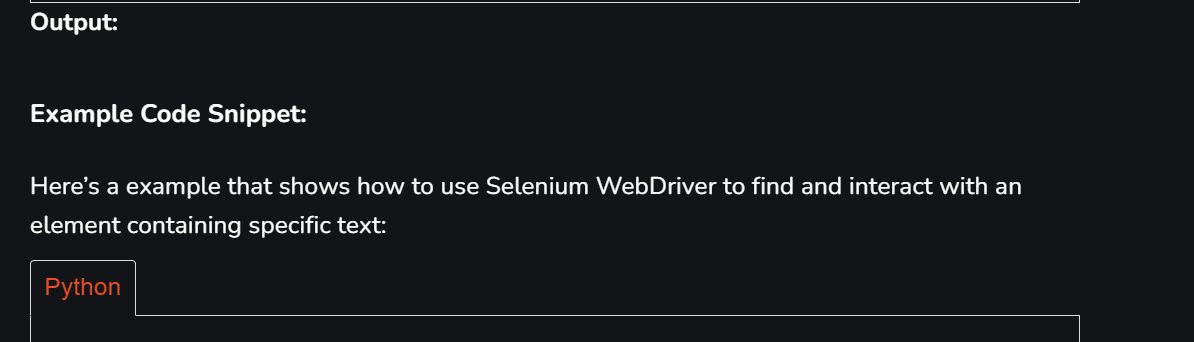 Output:
Example Code Snippet:
Here’s a example that shows how to use Selenium WebDriver to find and interact with an
element containing specific text:
Python